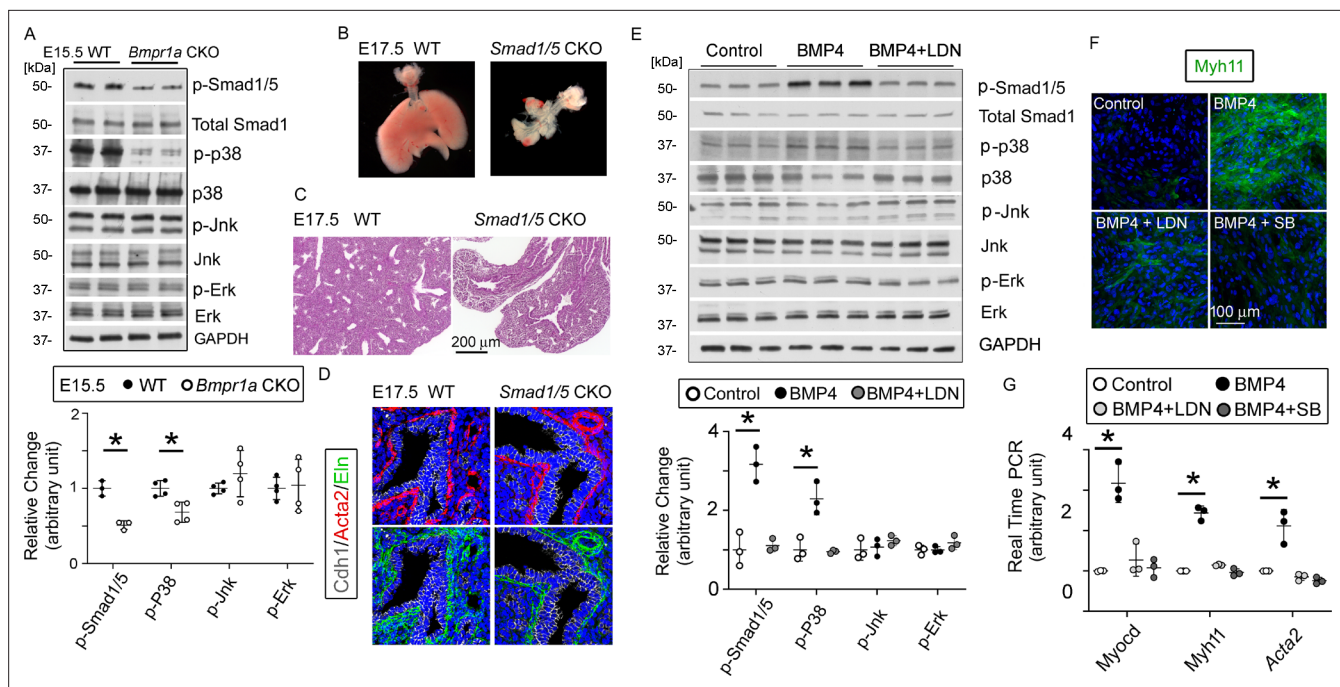 A
E15.5 WT Bmpr1a CKO
[kDa]
50- p-Smad1/5
50- Total Smad1
37- p-p38
37- p38
50- p-Jnk
50- Jnk
37- p-Erk
37- Erk
37- GAPDH
E15.5 WT Bmpr1a CKO
Relative Change
(arbitrary unit)
2
1
0
* *
p-Smad1/5
p-P38
p-Jnk
p-Erk
B
E17.5 WT Smad1/5 CKO
C
E17.5 WT Smad1/5 CKO
200 µm
D
E17.5 WT Smad1/5 CKO
Cdh1/Acta2/Eln
E
Control BMP4 BMP4+LDN
[kDa]
50- p-Smad1/5
50- Total Smad1
37- p-p38
37- p38
50- p-Jnk
50- Jnk
37- p-Erk
37- Erk
37- GAPDH
Control BMP4 BMP4+LDN
Relative Change
(arbitrary unit)
4
2
0
* *
p-Smad1/5
p-P38
p-Jnk
p-Erk
F
Myh11
Control BMP4
BMP4 + LDN BMP4 + SB
100 µm
G
Control BMP4
BMP4+LDN BMP4+SB
Real Time PCR
(arbitrary unit)
4
2
0
* * *
Myocd
Myh11
Acta2